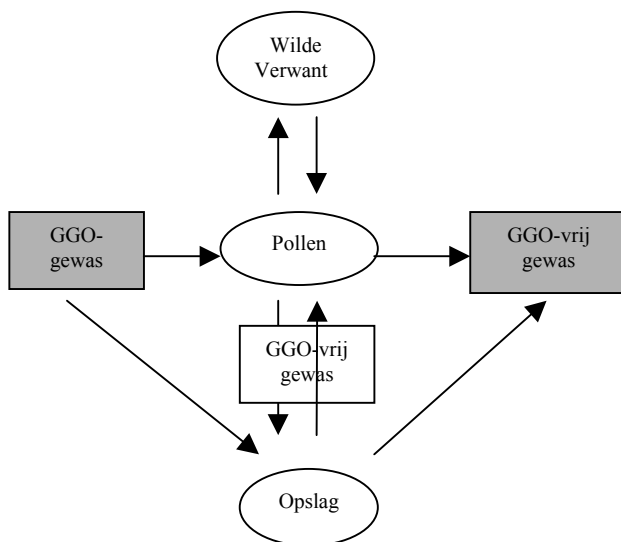 Wilde
Verwant
GGO-
gewas
Pollen
GGO-vrij
gewas
GGO-vrij
gewas
Opslag